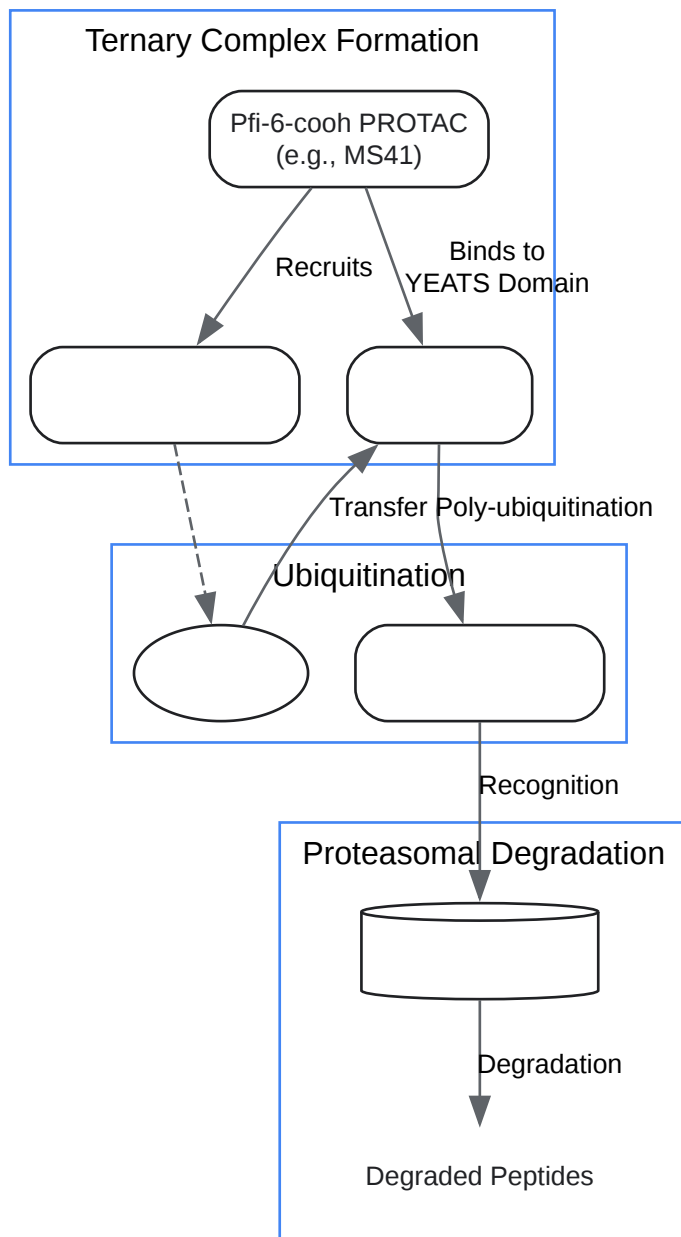 Ternary Complex Formation
Pfi-6-cooh PROTAC
(e.g., MS41)
Recruits
Binds to
YEATS Domain
Transfer
Poly-ubiquitination
Ubiquitination
Recognition
Proteasomal Degradation
Degradation
Degraded Peptides